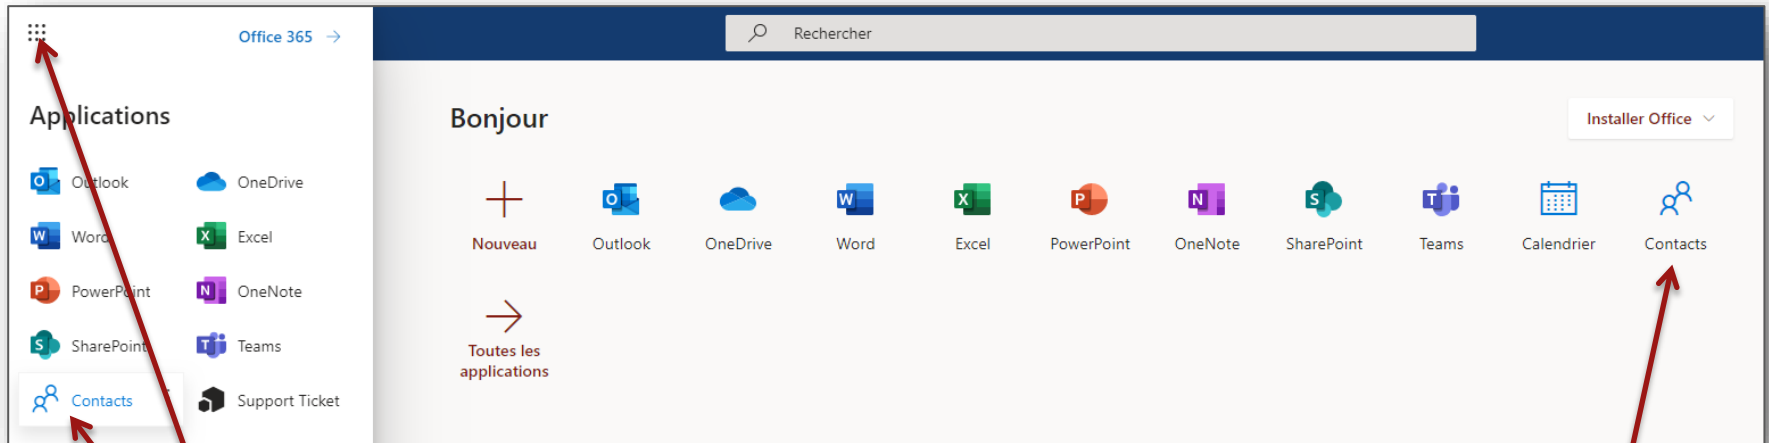 Office 365 →
Rechercher
Applications
Bonjour
Installer Office
Outlook
OneDrive
Word
Excel
PowerPoint
OneNote
SharePoint
Teams
Contacts
Support Ticket
Nouveau
Outlook
OneDrive
Word
Excel
PowerPoint
OneNote
SharePoint
Teams
Calendrier
Contacts
Toutes les
applications